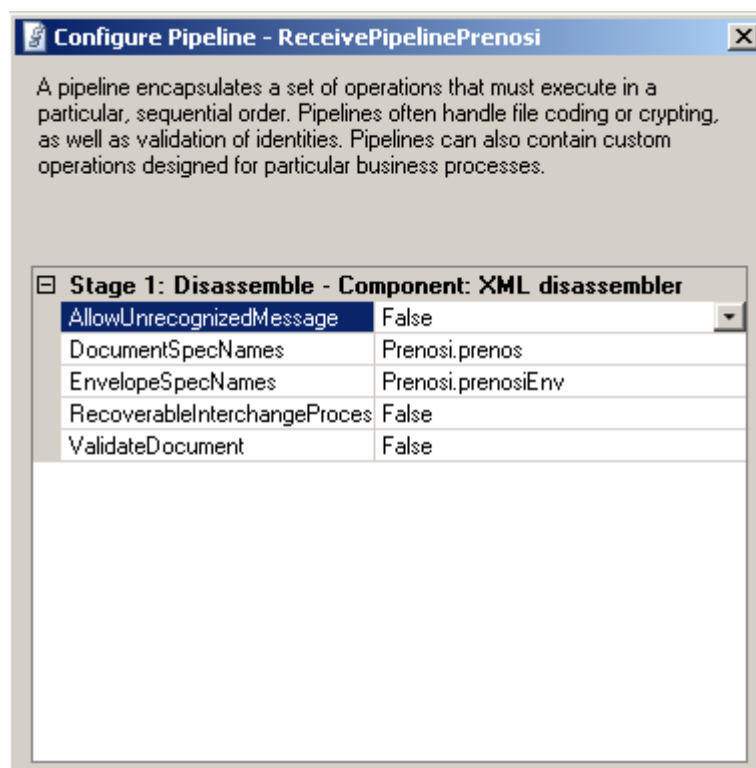 Configure Pipeline - ReceivePipelinePrenosi
A pipeline encapsulates a set of operations that must execute in a
particular, sequential order. Pipelines often handle file coding or crypting,
as well as validation of identities. Pipelines can also contain custom
operations designed for particular business processes.
Stage 1: Disassemble - Component: XML disassembler
AllowUnrecognizedMessage False
DocumentSpecNames Prenosi.prenos
EnvelopeSpecNames Prenosi.prenosiEnv
RecoverableInterchangeProces False
ValidateDocument False